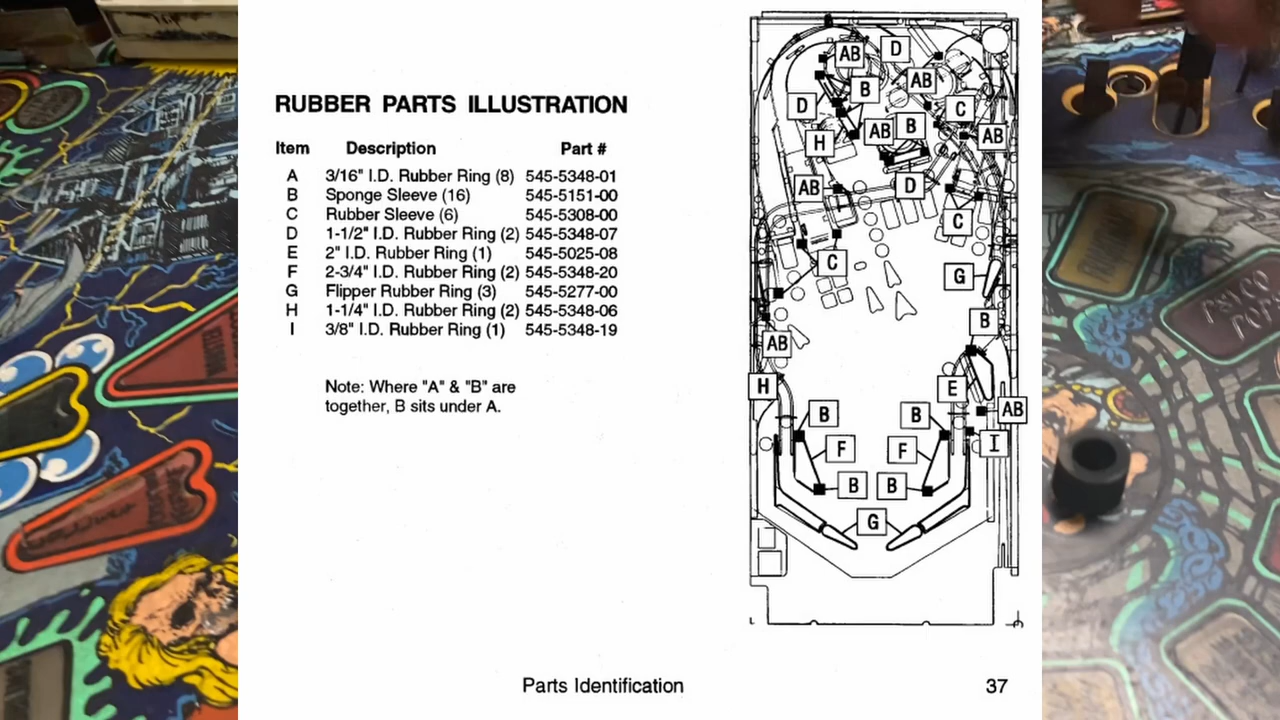 RUBBER PARTS ILLUSTRATION
Item Description Part #
A 3/16" I.D. Rubber Ring (8) 545-5348-01
B Sponge Sleeve (16) 545-5151-00
C Rubber Sleeve (6) 545-5308-00
D 1-1/2" I.D. Rubber Ring (2) 545-5348-07
E 2" I.D. Rubber Ring (1) 545-5025-08
F 2-3/4" I.D. Rubber Ring (2) 545-5348-20
G Flipper Rubber Ring (3) 545-5277-00
H 1-1/4" I.D. Rubber Ring (2) 545-5348-06
I 3/8" I.D. Rubber Ring (1) 545-5348-19
Note: Where "A" & "B" are
together, B sits under A.
AB D
AB
B
D C
AB B AB
H
AB D
C
C
G
B
AB
H E
B B AB
F F I
B B
G
Parts Identification 37
PSYCO